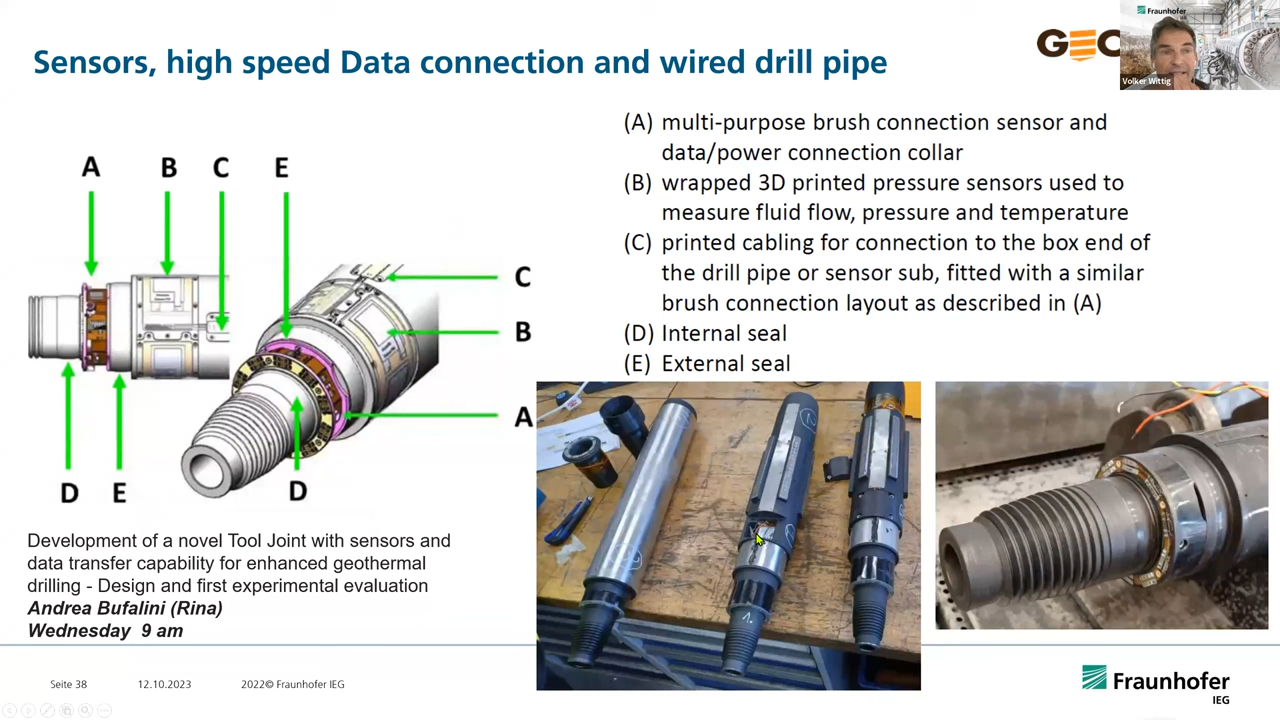 Sensors, high speed Data connection and wired drill pipe
GEO
Fraunhofer
IEG
Volker Wittig
(A) multi-purpose brush connection sensor and
data/power connection collar
(B) wrapped 3D printed pressure sensors used to
measure fluid flow, pressure and temperature
(C) printed cabling for connection to the box end of
the drill pipe or sensor sub, fitted with a similar
brush connection layout as described in (A)
(D) Internal seal
(E) External seal
A B C E
C
B
A
D E D
Development of a novel Tool Joint with sensors and
data transfer capability for enhanced geothermal
drilling - Design and first experimental evaluation
Andrea Bufalini (Rina)
Wednesday 9 am
1.
Seite 38 12.10.2023 2022© Fraunhofer IEG
Fraunhofer
IEG